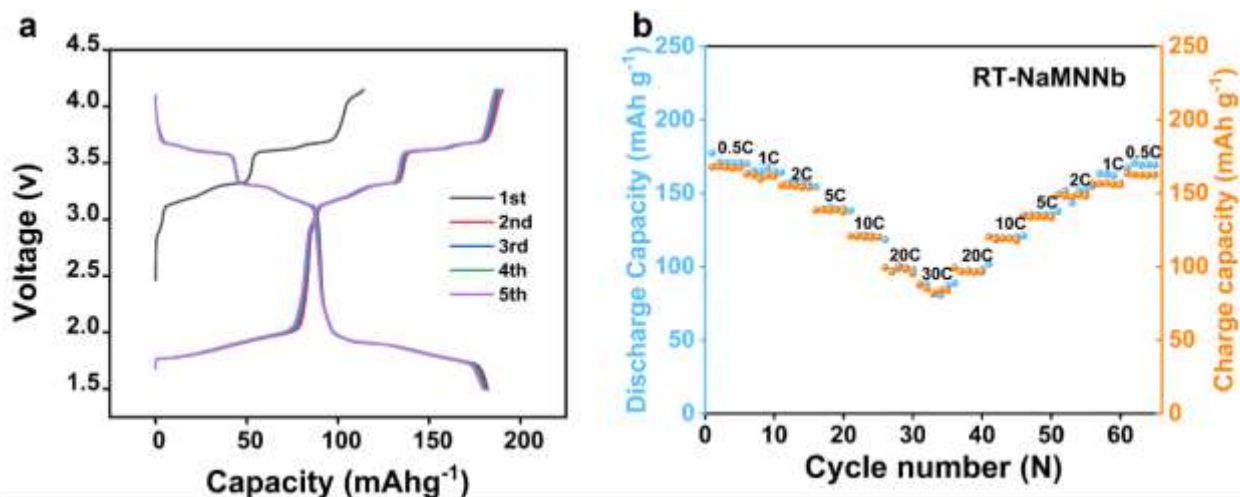 a
4.5
4.0
3.5
3.0
2.5
2.0
1.5
Voltage (v)
1st
2nd
3rd
4th
5th
0 50 100 150 200
Capacity (mAhg-1)
b
250
200
150
100
50
0
Discharge Capacity (mAh g-1)
RT-NaMNNb
0.5C 1C 2C 5C 10C 20C 30C 20C 10C 5C 2C 1C 0.5C
250
200
150
100
50
0
Charge capacity (mAh g-1)
0 10 20 30 40 50 60
Cycle number (N)